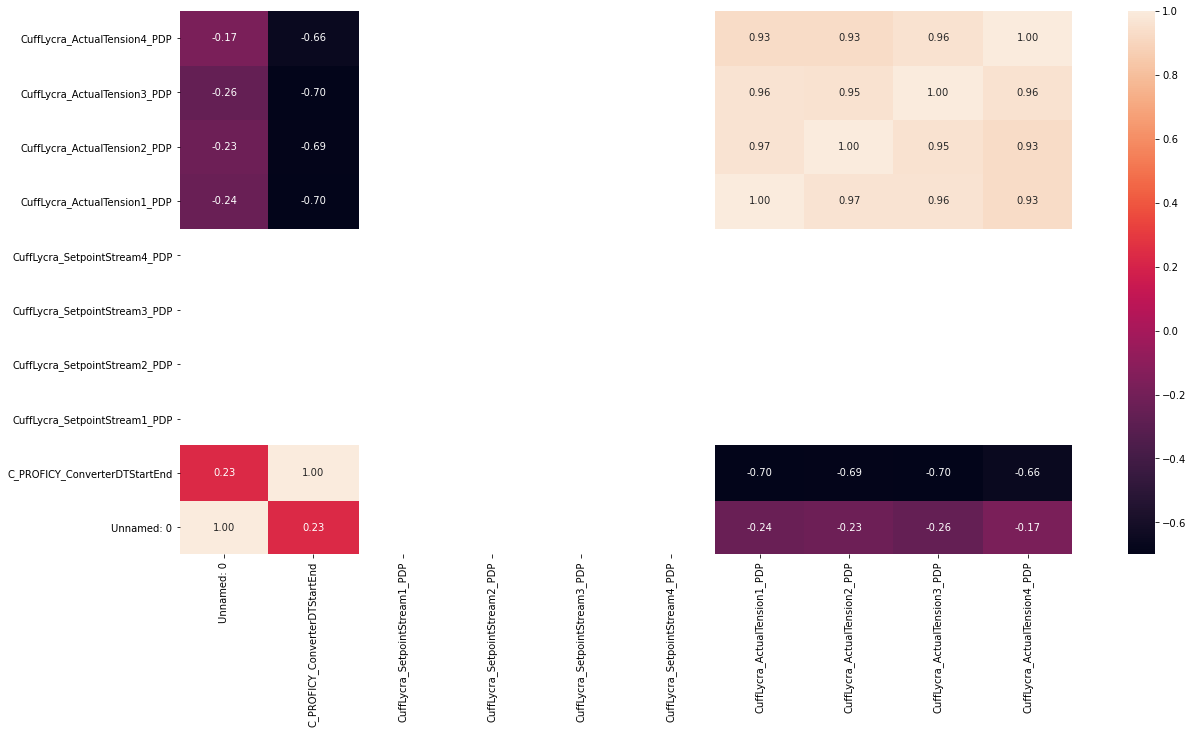 CuffLycra_ActualTension4_PDP -0.17 -0.66 0.93 0.93 0.96 1.00
CuffLycra_ActualTension3_PDP -0.26 -0.70 0.96 0.95 1.00 0.96
CuffLycra_ActualTension2_PDP -0.23 -0.69 0.97 1.00 0.95 0.93
CuffLycra_ActualTension1_PDP -0.24 -0.70 1.00 0.97 0.96 0.93
CuffLycra_SetpointStream4_PDP
CuffLycra_SetpointStream3_PDP
CuffLycra_SetpointStream2_PDP
CuffLycra_SetpointStream1_PDP
C_PROFICY_ConverterDTStartEnd 0.23 1.00 -0.70 -0.69 -0.70 -0.66
Unnamed: 0 1.00 0.23 -0.24 -0.23 -0.26 -0.17
Unnamed: 0
C_PROFICY_ConverterDTStartEnd
CuffLycra_SetpointStream1_PDP
CuffLycra_SetpointStream2_PDP
CuffLycra_SetpointStream3_PDP
CuffLycra_SetpointStream4_PDP
CuffLycra_ActualTension1_PDP
CuffLycra_ActualTension2_PDP
CuffLycra_ActualTension3_PDP
CuffLycra_ActualTension4_PDP
1.0
0.8
0.6
0.4
0.2
0.0
−0.2
−0.4
−0.6